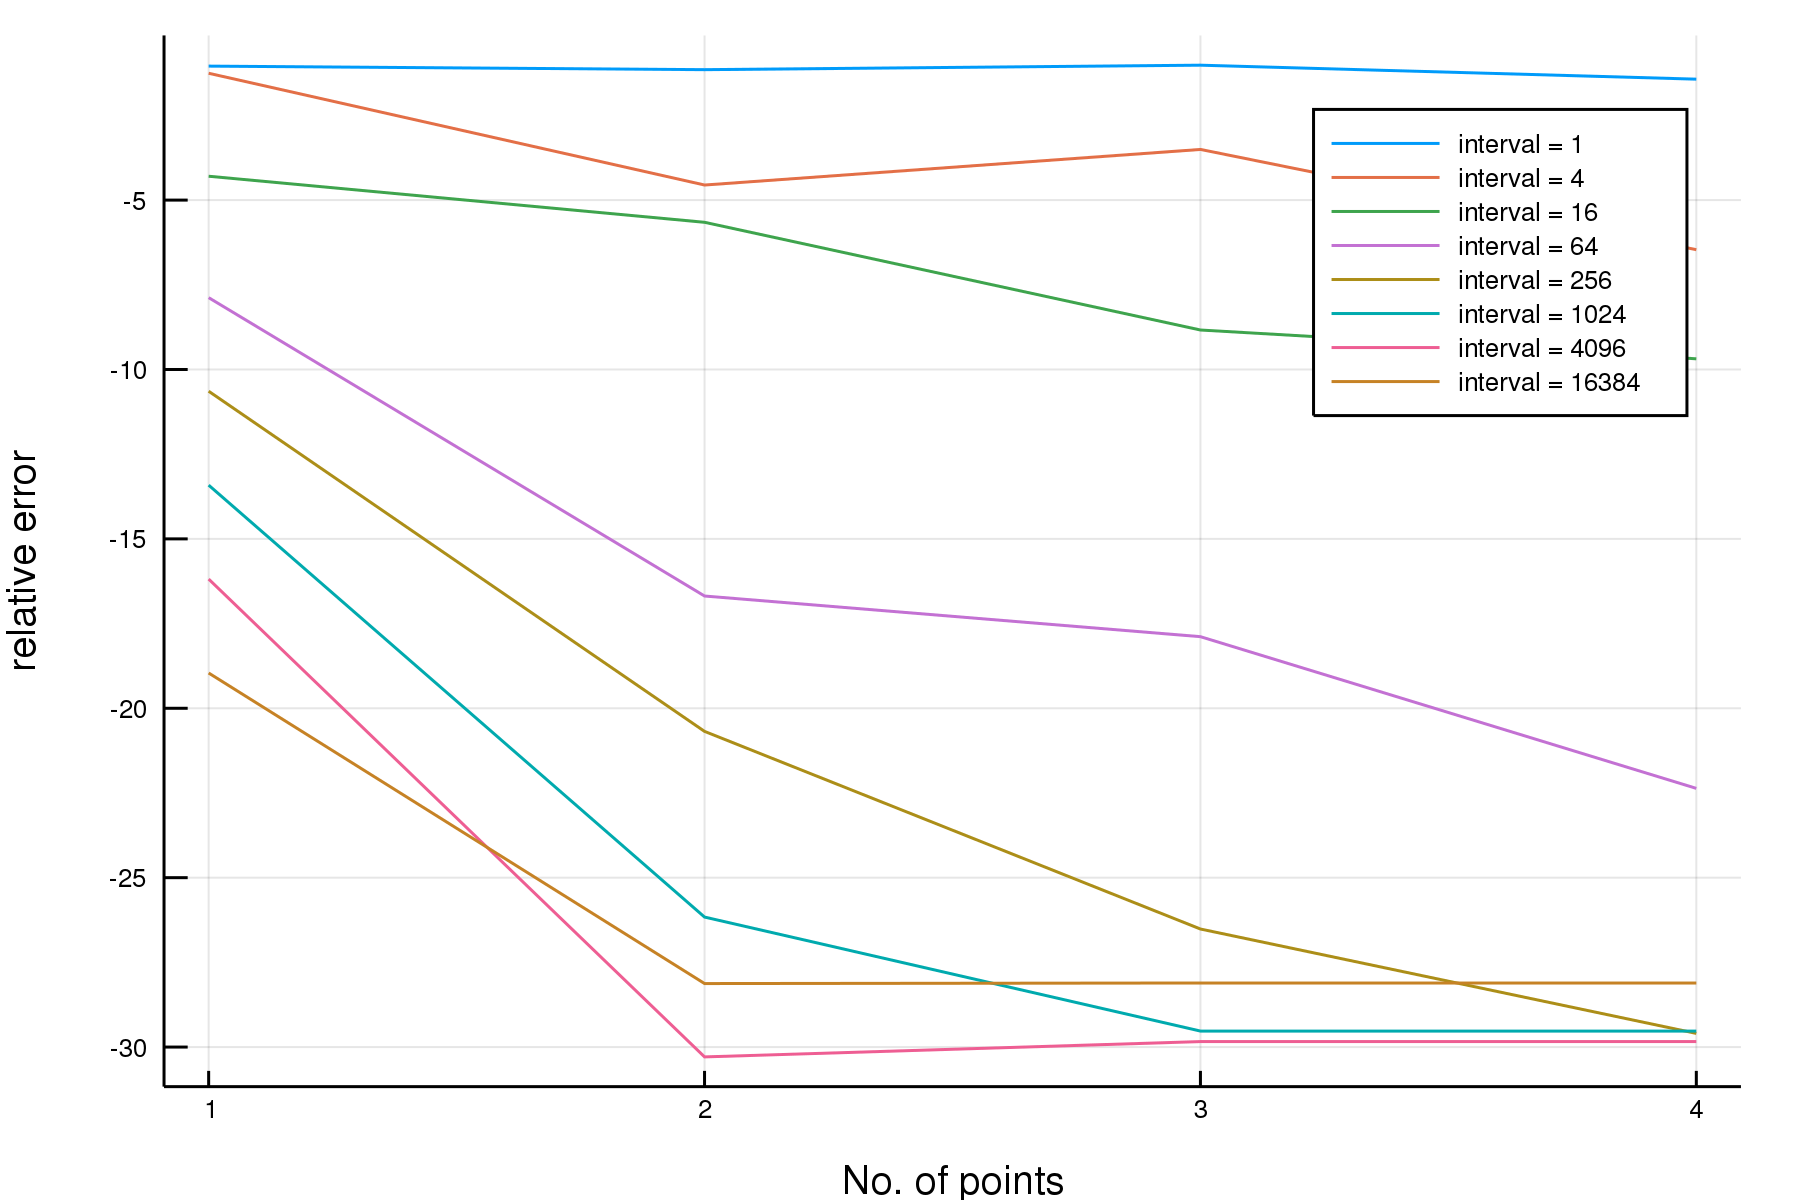 relative error
-5
-10
-15
-20
-25
-30
interval = 1
interval = 4
interval = 16
interval = 64
interval = 256
interval = 1024
interval = 4096
interval = 16384
1 2 3 4
No. of points